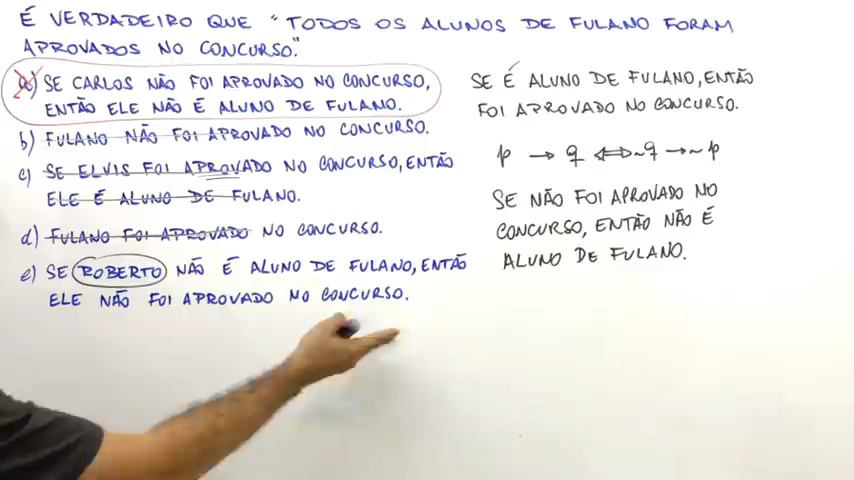 É VERDADEIRO QUE "TODOS OS ALUNOS DE FULANO FORAM
APROVADOS NO CONCURSO."
a) SE CARLOS NÃO FOI APROVADO NO CONCURSO,
ENTÃO ELE NÃO É ALUNO DE FULANO.
b) FULANO NÃO FOI APROVADO NO CONCURSO.
c) SE ELVIS FOI APROVADO NO CONCURSO, ENTÃO
ELE É ALUNO DE FULANO.
d) FULANO FOI APROVADO NO CONCURSO.
e) SE ROBERTO NÃO É ALUNO DE FULANO, ENTÃO
ELE NÃO FOI APROVADO NO CONCURSO.
SE É ALUNO DE FULANO, ENTÃO
FOI APROVADO NO CONCURSO.
p → q ⟺ ~q → ~p
SE NÃO FOI APROVADO NO
CONCURSO, ENTÃO NÃO É
ALUNO DE FULANO.